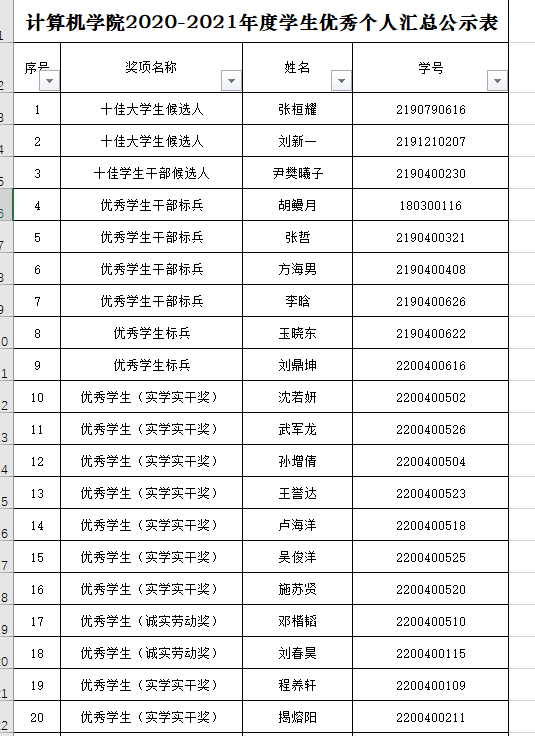 计算机学院2020-2021年度学生优秀个人汇总公示表
序号 奖项名称 姓名 学号
1 十佳大学生候选人 张桓耀 2190790616
2 十佳大学生候选人 刘新一 2191210207
3 十佳学生干部候选人 尹樊曦子 2190400230
4 优秀学生干部标兵 胡鳗月 180300116
5 优秀学生干部标兵 张哲 2190400321
6 优秀学生干部标兵 方海男 2190400408
7 优秀学生干部标兵 李晗 2190400626
8 优秀学生标兵 玉晓东 2190400622
9 优秀学生标兵 刘鼎坤 2200400616
10 优秀学生（实学实干奖） 沈若妍 2200400502
11 优秀学生（实学实干奖） 武军龙 2200400526
12 优秀学生（实学实干奖） 孙增倩 2200400504
13 优秀学生（实学实干奖） 王誉达 2200400523
14 优秀学生（实学实干奖） 卢海洋 2200400518
15 优秀学生（实学实干奖） 吴俊洋 2200400525
16 优秀学生（实学实干奖） 施苏贤 2200400520
17 优秀学生（诚实劳动奖） 邓楷韬 2200400510
18 优秀学生（诚实劳动奖） 刘春昊 2200400115
19 优秀学生（实学实干奖） 程养轩 2200400109
20 优秀学生（实学实干奖） 揭熔阳 2200400211